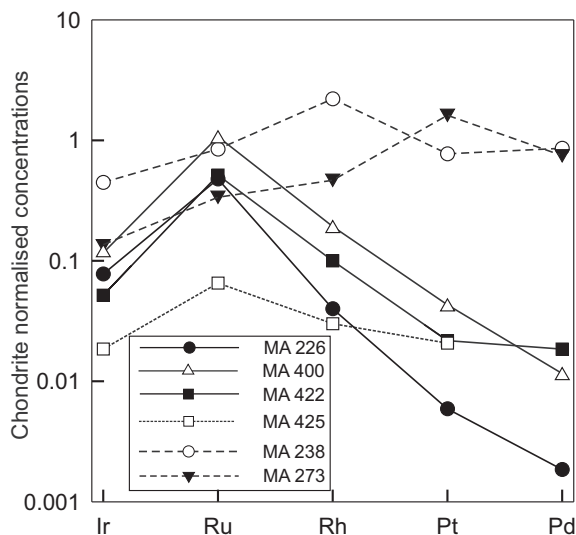 10
1
0.1
0.01
0.001
Chondrite normalised concentrations
MA 226
MA 400
MA 422
MA 425
MA 238
MA 273
Ir Ru Rh Pt Pd